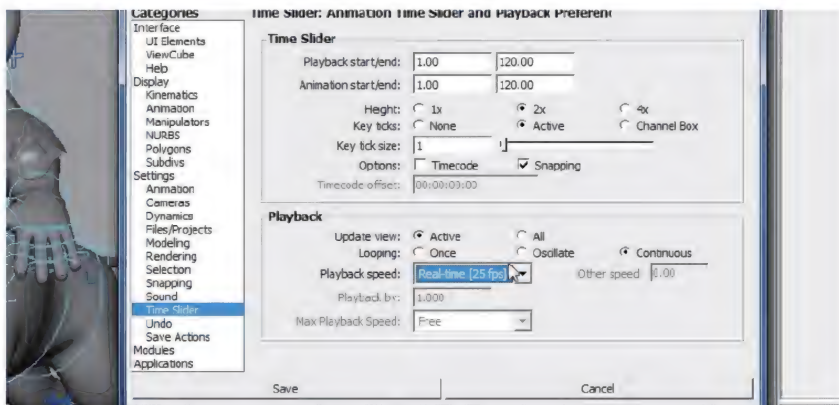 Categories
Interface
UI Elements
ViewCube
Help
Display
Kinematics
Animation
Manipulators
NURBS
Polygons
Subdivs
Settings
Animation
Cameras
Dynamics
Files/Projects
Modeling
Rendering
Selection
Snapping
Sound
Time Slider
Undo
Save Actions
Modules
Applications
Time Slider: Animation Time Slider and Playback Preferenc
Time Slider
Playback start/end: 1.00 120.00
Animation start/end: 1.00 120.00
Height: 1x 2x 4x
Key ticks: None Active Channel Box
Key tick size: 1
Options: Timecode Snapping
Timecode offset: 00:00:00:00
Playback
Update view: Active All
Looping: Once Oscillate Continuous
Playback speed: Real-time [25 fps] Other speed 0.00
Playback by: 1.000
Max Playback Speed: Free
Save Cancel